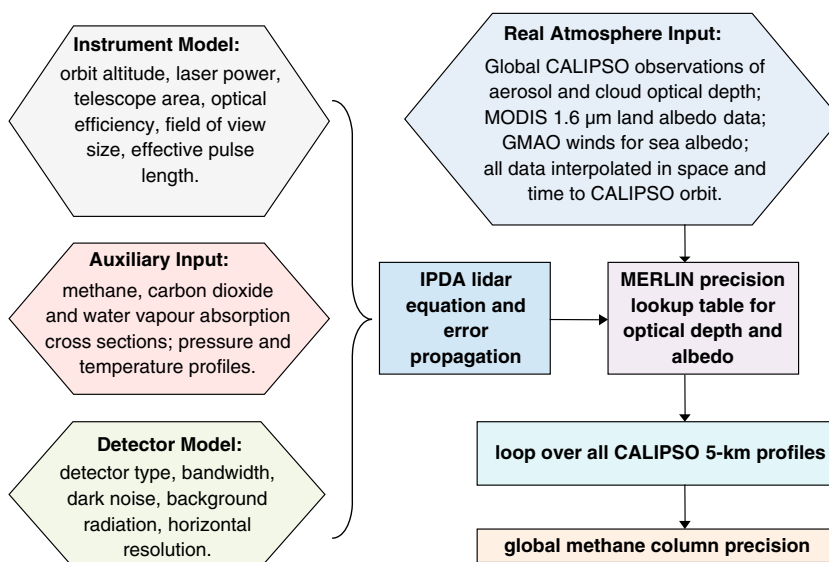 Instrument Model:
orbit altitude, laser power,
telescope area, optical
efficiency, field of view
size, effective pulse
length.
Real Atmosphere Input:
Global CALIPSO observations of
aerosol and cloud optical depth;
MODIS 1.6 µm land albedo data;
GMAO winds for sea albedo;
all data interpolated in space and
time to CALIPSO orbit.
Auxiliary Input:
methane, carbon dioxide
and water vapour absorption
cross sections; pressure and
temperature profiles.
IPDA lidar
equation and
error
propagation
MERLIN precision
lookup table for
optical depth and
albedo
Detector Model:
detector type, bandwidth,
dark noise, background
radiation, horizontal
resolution.
loop over all CALIPSO 5-km profiles
global methane column precision